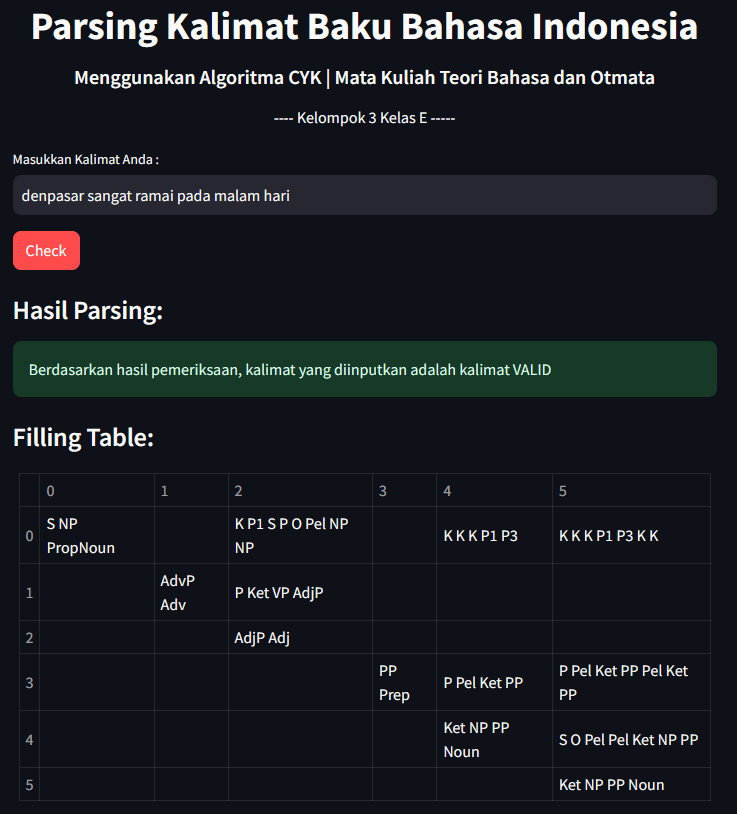 Parsing Kalimat Baku Bahasa Indonesia
Menggunakan Algoritma CYK | Mata Kuliah Teori Bahasa dan Otmata
---- Kelompok 3 Kelas E -----
Masukkan Kalimat Anda :
denpasar sangat ramai pada malam hari
Check
Hasil Parsing:
Berdasarkan hasil pemeriksaan, kalimat yang diinputkan adalah kalimat VALID
Filling Table:
0 1 2 3 4 5
0 S NP PropNoun K P1 S P O Pel NP NP K K K P1 P3 K K K P1 P3 K K
1 AdvP Adv P Ket VP AdjP
2 AdjP Adj
3 PP Prep P Pel Ket PP P Pel Ket PP Pel Ket PP
4 Ket NP PP Noun S O Pel Pel Ket NP PP
5 Ket NP PP Noun